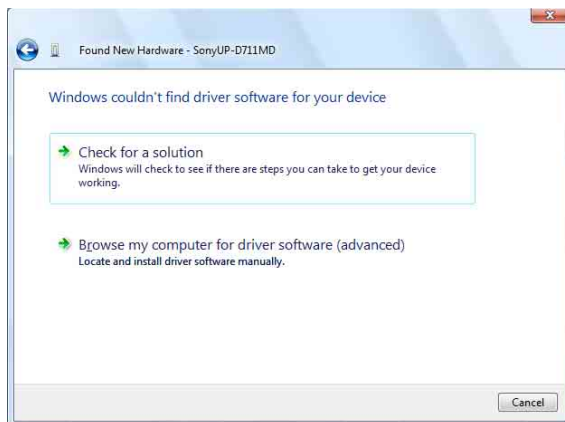 Found New Hardware - SonyUP-D711MD
Windows couldn't find driver software for your device
Check for a solution
Windows will check to see if there are steps you can take to get your device
working.
Browse my computer for driver software (advanced)
Locate and install driver software manually.
Cancel